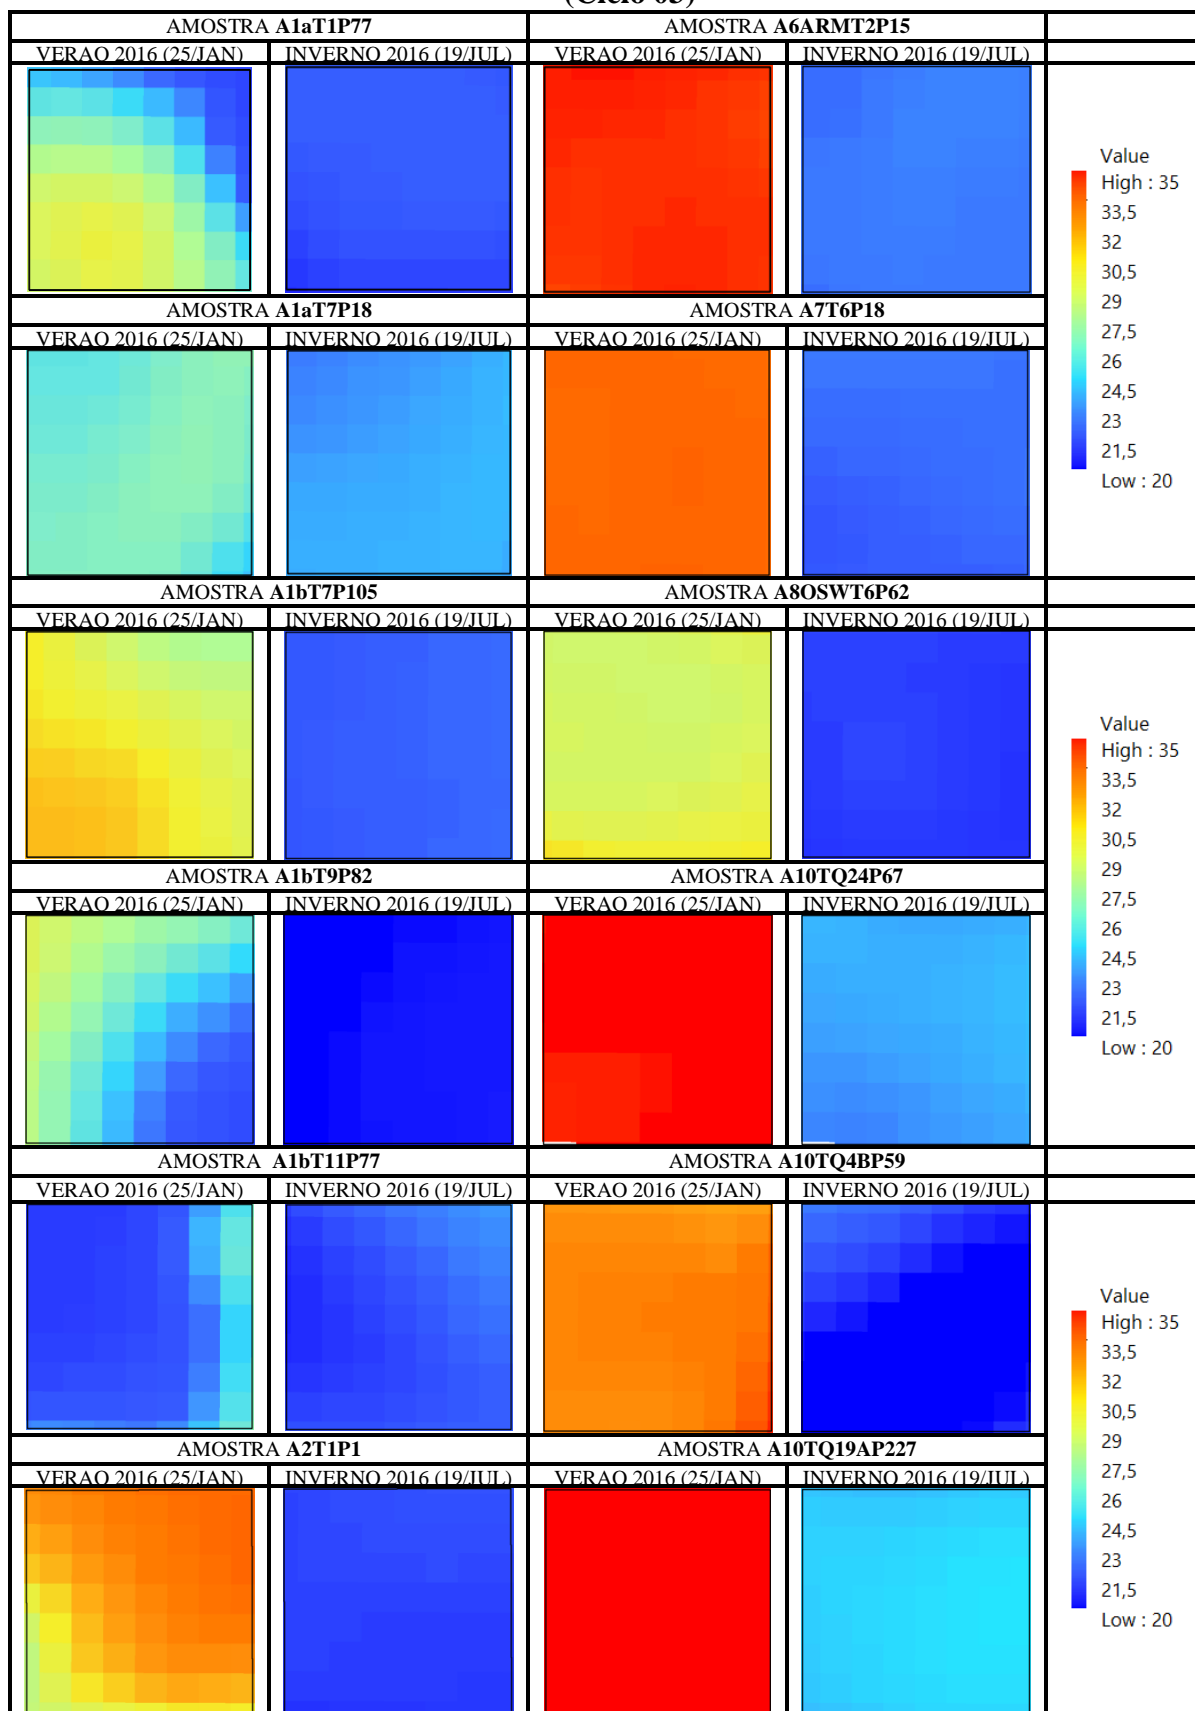 (Ciclo 03)
AMOSTRA A1aT1P77 AMOSTRA A6ARMT2P15
VERAO 2016 (25/JAN) INVERNO 2016 (19/JUL) VERAO 2016 (25/JAN) INVERNO 2016 (19/JUL)
Value
High : 35
33,5
32
30,5
29
27,5
26
24,5
23
21,5
Low : 20
AMOSTRA A1aT7P18 AMOSTRA A7T6P18
VERAO 2016 (25/JAN) INVERNO 2016 (19/JUL) VERAO 2016 (25/JAN) INVERNO 2016 (19/JUL)
AMOSTRA A1bT7P105 AMOSTRA A8OSWT6P62
VERAO 2016 (25/JAN) INVERNO 2016 (19/JUL) VERAO 2016 (25/JAN) INVERNO 2016 (19/JUL)
Value
High : 35
33,5
32
30,5
29
27,5
26
24,5
23
21,5
Low : 20
AMOSTRA A1bT9P82 AMOSTRA A10TQ24P67
VERAO 2016 (25/JAN) INVERNO 2016 (19/JUL) VERAO 2016 (25/JAN) INVERNO 2016 (19/JUL)
AMOSTRA A1bT11P77 AMOSTRA A10TQ4BP59
VERAO 2016 (25/JAN) INVERNO 2016 (19/JUL) VERAO 2016 (25/JAN) INVERNO 2016 (19/JUL)
Value
High : 35
33,5
32
30,5
29
27,5
26
24,5
23
21,5
Low : 20
AMOSTRA A2T1P1 AMOSTRA A10TQ19AP227
VERAO 2016 (25/JAN) INVERNO 2016 (19/JUL) VERAO 2016 (25/JAN) INVERNO 2016 (19/JUL)